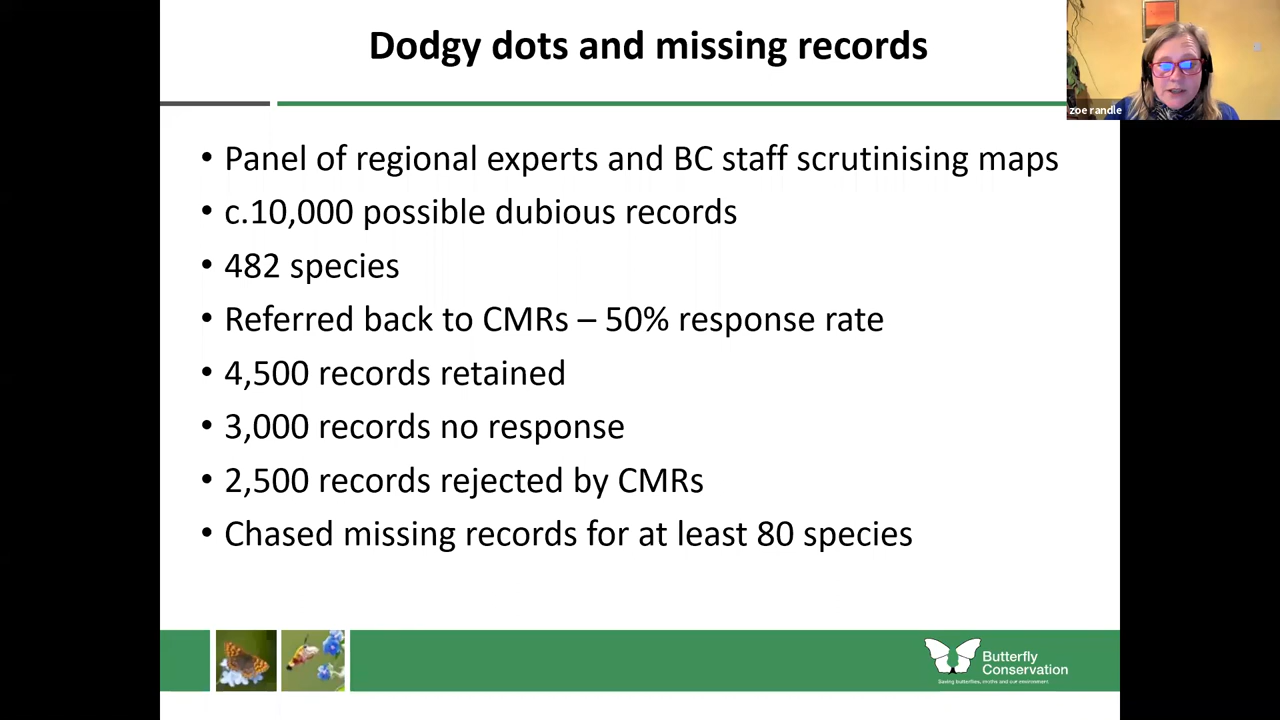 Dodgy dots and missing records
zoe randle
• Panel of regional experts and BC staff scrutinising maps
• c.10,000 possible dubious records
• 482 species
• Referred back to CMRs – 50% response rate
• 4,500 records retained
• 3,000 records no response
• 2,500 records rejected by CMRs
• Chased missing records for at least 80 species
Butterfly
Conservation
Saving butterflies, moths and our environment